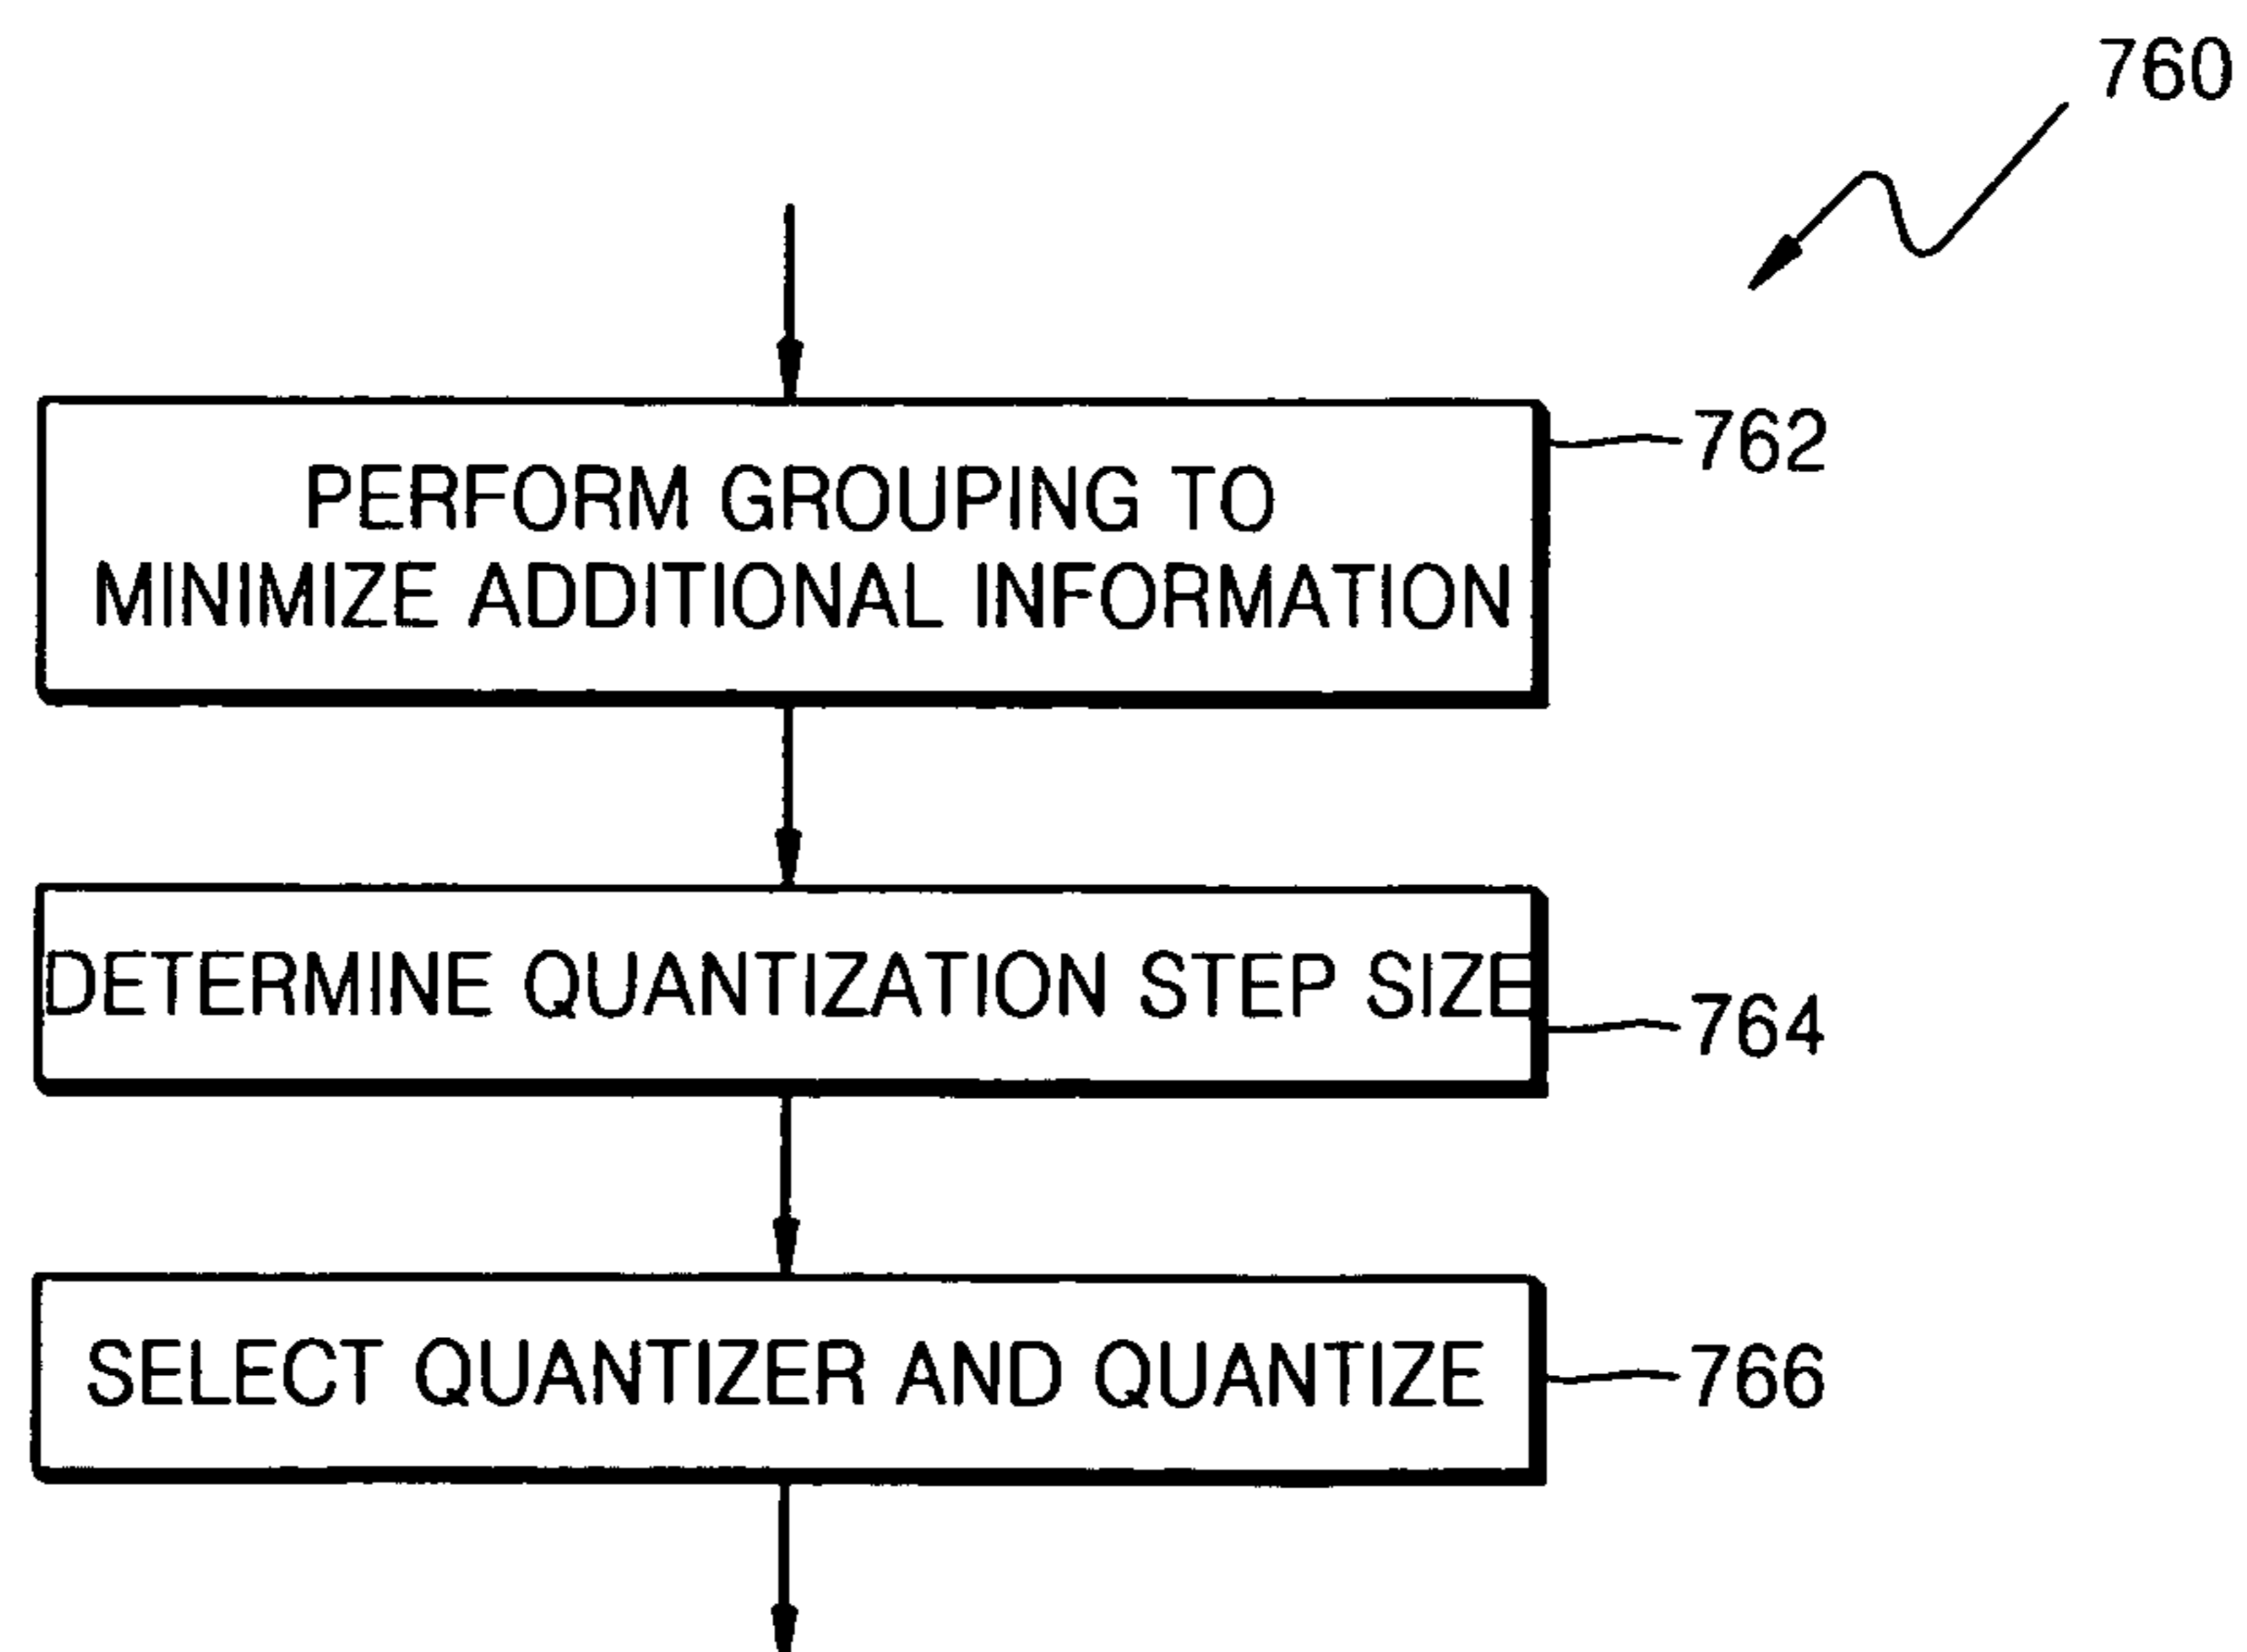 760
PERFORM GROUPING TO
MINIMIZE ADDITIONAL INFORMATION
762
DETERMINE QUANTIZATION STEP SIZE
764
SELECT QUANTIZER AND QUANTIZE
766